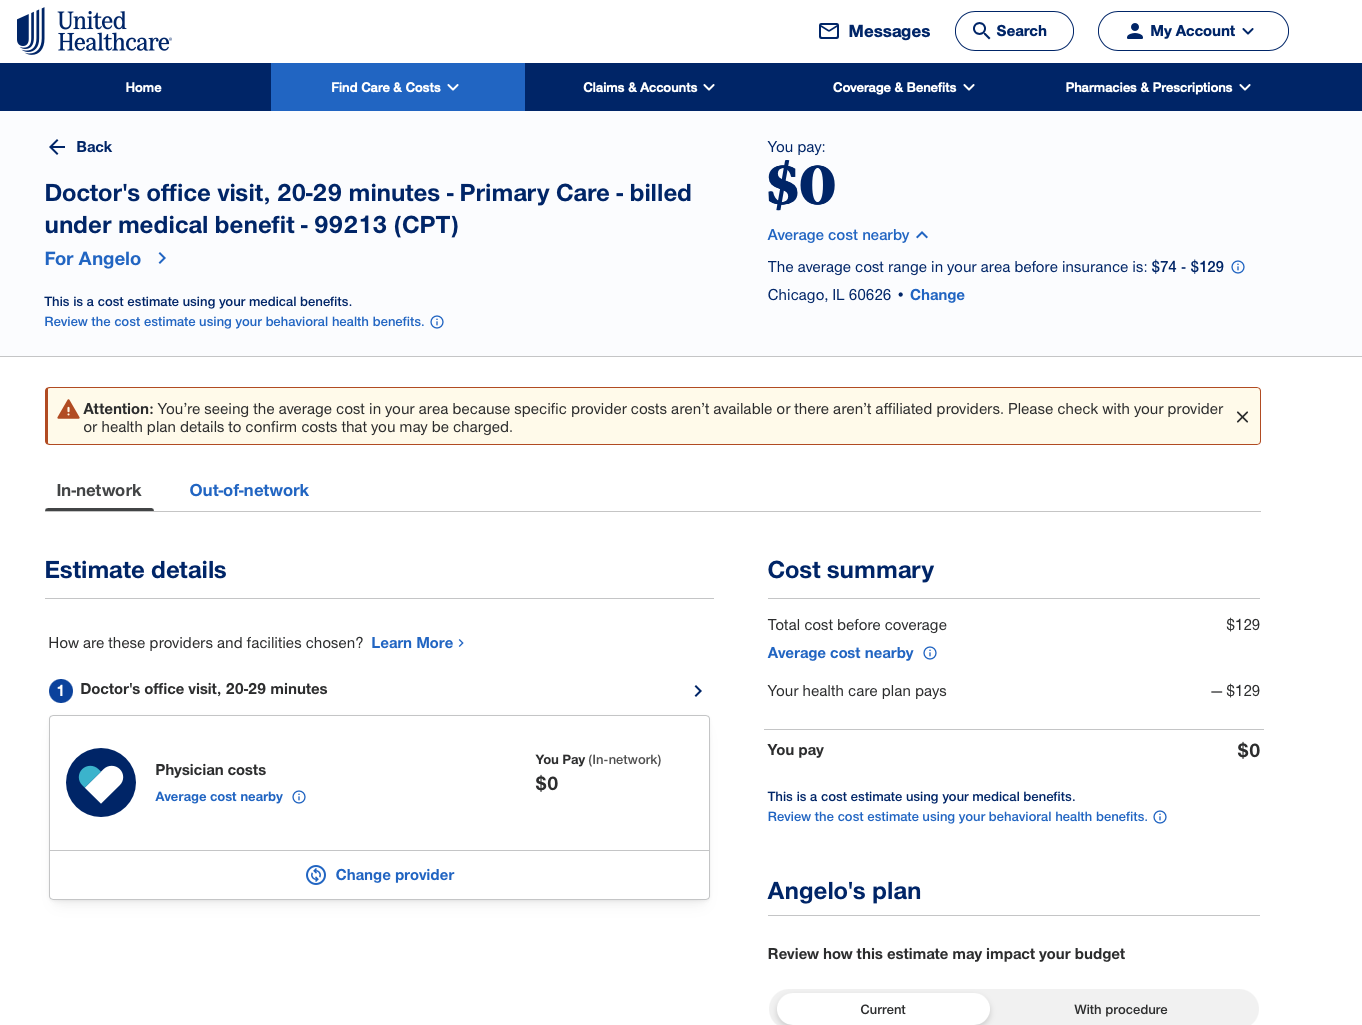 United
Healthcare
Messages
Search
My Account
Home
Find Care & Costs
Claims & Accounts
Coverage & Benefits
Pharmacies & Prescriptions
Back
Doctor's office visit, 20-29 minutes - Primary Care - billed
under medical benefit - 99213 (CPT)
For Angelo
This is a cost estimate using your medical benefits.
Review the cost estimate using your behavioral health benefits.
You pay:
$0
Average cost nearby
The average cost range in your area before insurance is: $74 - $129
Chicago, IL 60626 • Change
Attention: You’re seeing the average cost in your area because specific provider costs aren’t available or there aren’t affiliated providers. Please check with your provider
or health plan details to confirm costs that you may be charged.
In-network
Out-of-network
Estimate details
How are these providers and facilities chosen? Learn More
1 Doctor's office visit, 20-29 minutes
Physician costs
Average cost nearby
You Pay (In-network)
$0
Change provider
Cost summary
Total cost before coverage $129
Average cost nearby
Your health care plan pays — $129
You pay $0
This is a cost estimate using your medical benefits.
Review the cost estimate using your behavioral health benefits.
Angelo's plan
Review how this estimate may impact your budget
Current
With procedure